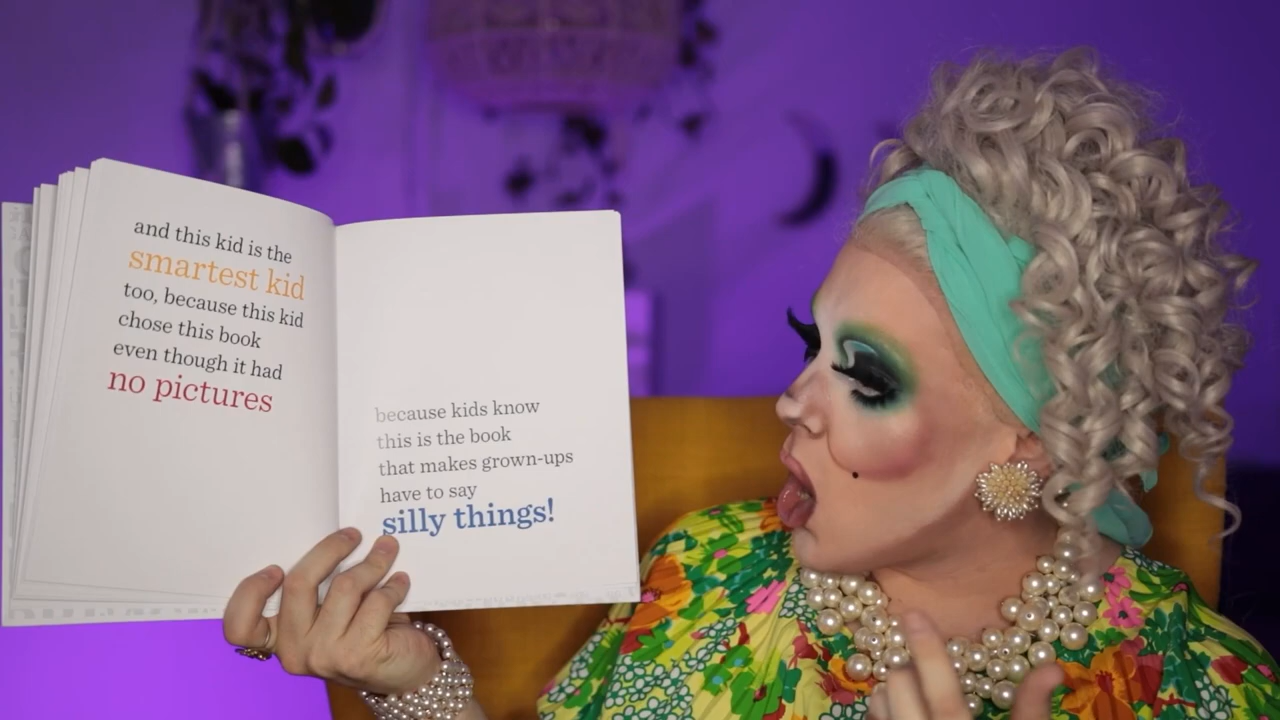 and this kid is the
smartest kid
too, because this kid
chose this book
even though it had
no pictures
because kids know
this is the book
that makes grown-ups
have to say
silly things!